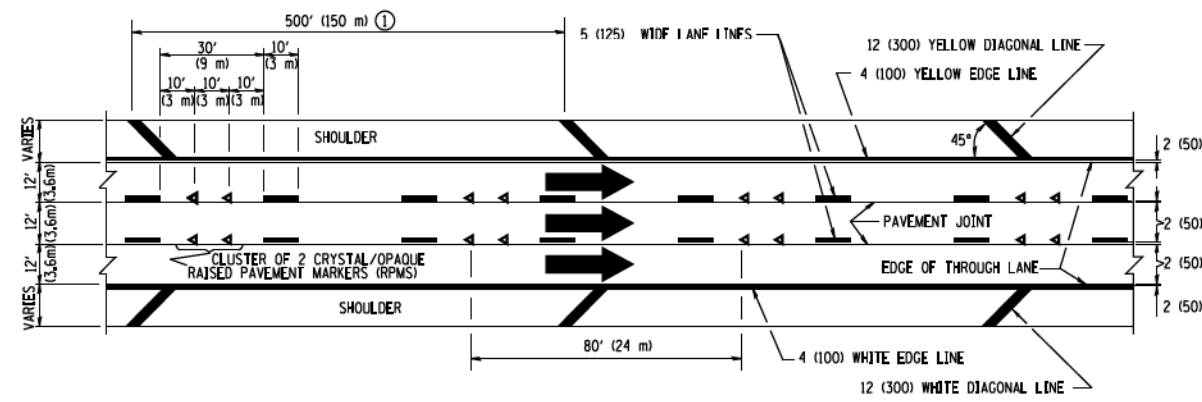 500' (150 m) ①
30'
(9 m)
10'
(3 m)
10'
(3 m)
10'
(3 m)
10'
(3 m)
5 (125) WIDE LANE LINES
12 (300) YELLOW DIAGONAL LINE
4 (100) YELLOW EDGE LINE
VARIES
SHOULDER
45°
2 (50)
12'
(3.6m)
12'
(3.6m)
PAVEMENT JOINT
2 (50)
CLUSTER OF 2 CRYSTAL/OPAQUE
RAISED PAVEMENT MARKERS (RPMS)
12'
(3.6m)
EDGE OF THROUGH LANE
2 (50)
VARIES
SHOULDER
2 (50)
80' (24 m)
4 (100) WHITE EDGE LINE
12 (300) WHITE DIAGONAL LINE